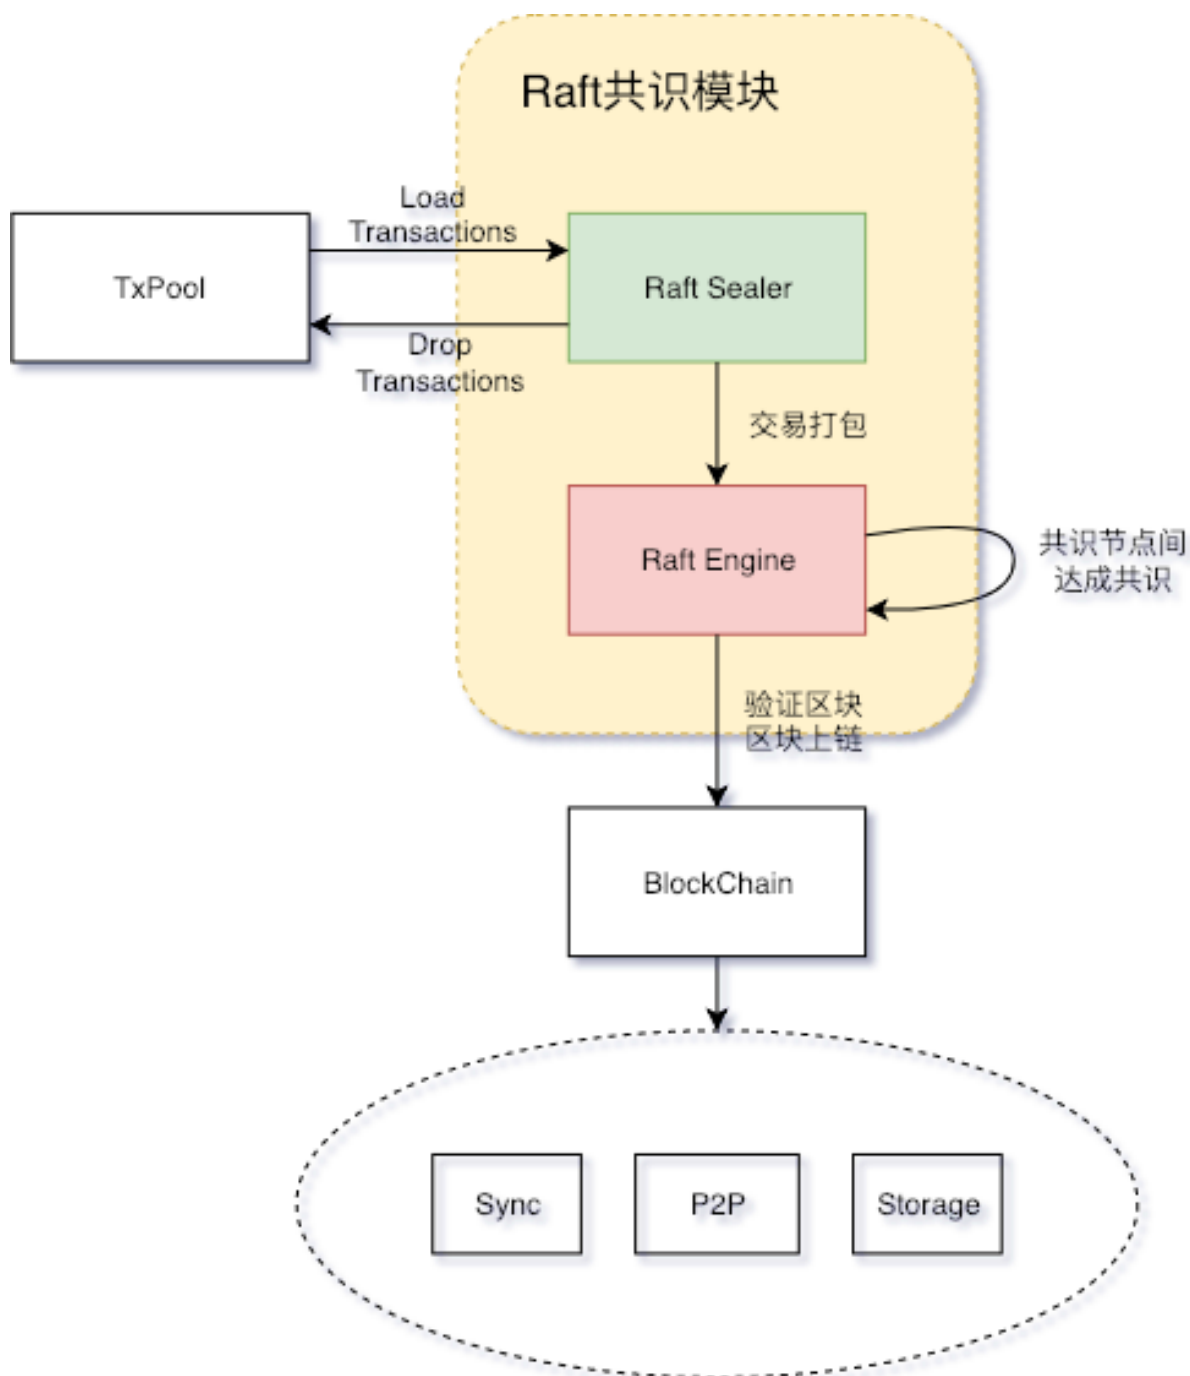 Raft共识模块
Load
Transactions
TxPool
Raft Sealer
Drop
Transactions
交易打包
Raft Engine
共识节点间
达成共识
验证区块
区块上链
BlockChain
Sync
P2P
Storage